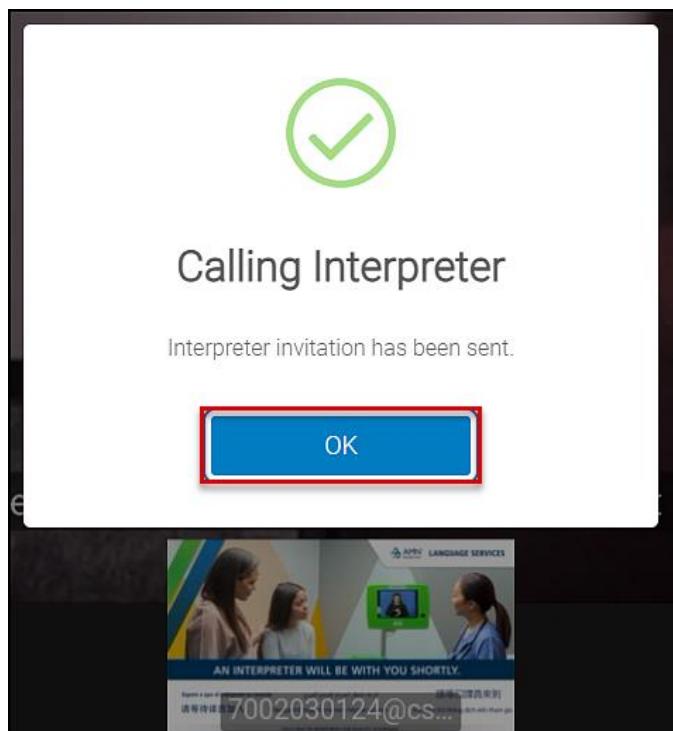 Calling Interpreter
Interpreter invitation has been sent.
OK
AMN LANGUAGE SERVICES
AN INTERPRETER WILL BE WITH YOU SHORTLY.
7002030124@cs...